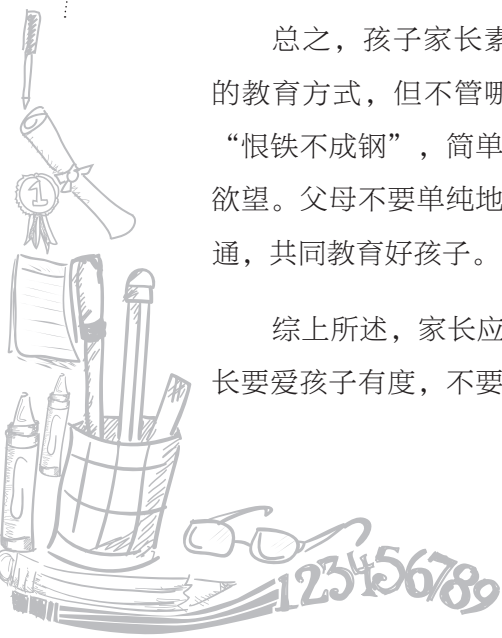 总之，孩子家长素
的教育方式，但不管哪
“恨铁不成钢”，简单
欲望。父母不要单纯地
通，共同教育好孩子。
综上所述，家长应
长要爱孩子有度，不要
1
123456789